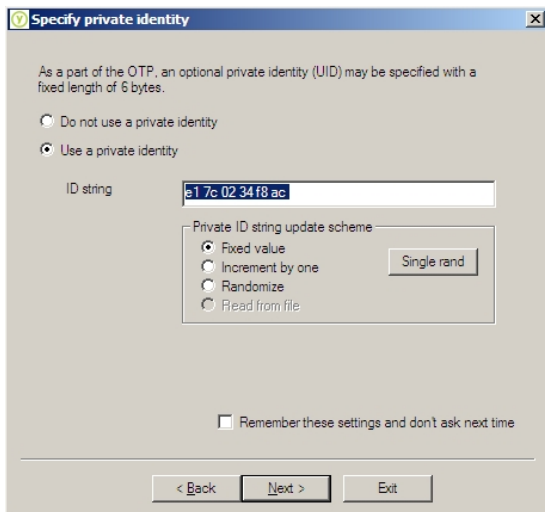 Specify private identity
As a part of the OTP, an optional private identity (UID) may be specified with a
fixed length of 6 bytes.
Do not use a private identity
Use a private identity
ID string
e1 7c 02 34 f8 ac
Private ID string update scheme
Fixed value
Increment by one
Single rand
Randomize
Read from file
Remember these settings and don't ask next time
< Back
Next >
Exit